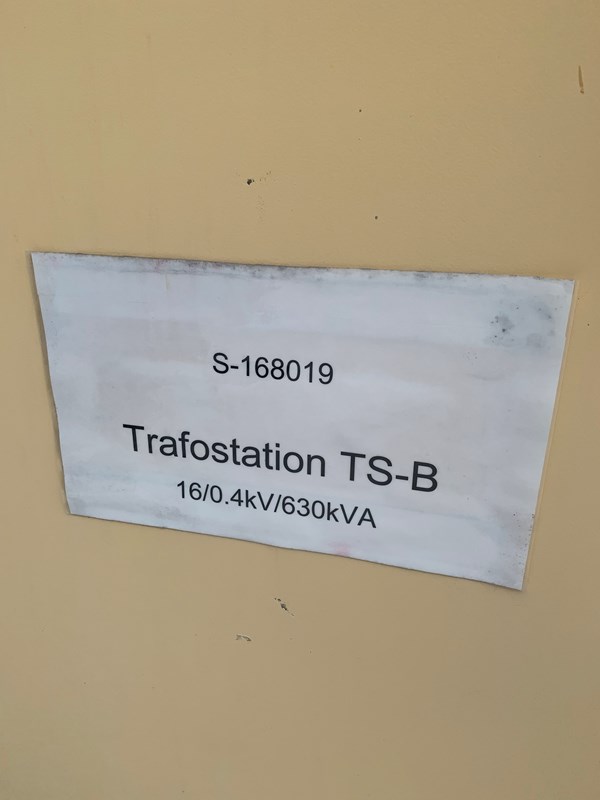 S-168019
Trafostation TS-B
16/0.4kV/630kVA